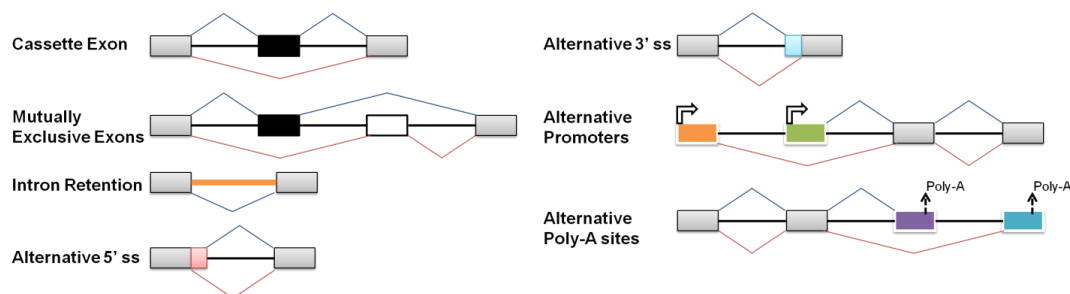 Cassette Exon
Mutually
Exclusive Exons
Intron Retention
Alternative 5' ss
Alternative 3' ss
Alternative
Promoters
Poly-A
Poly-A
Alternative
Poly-A sites